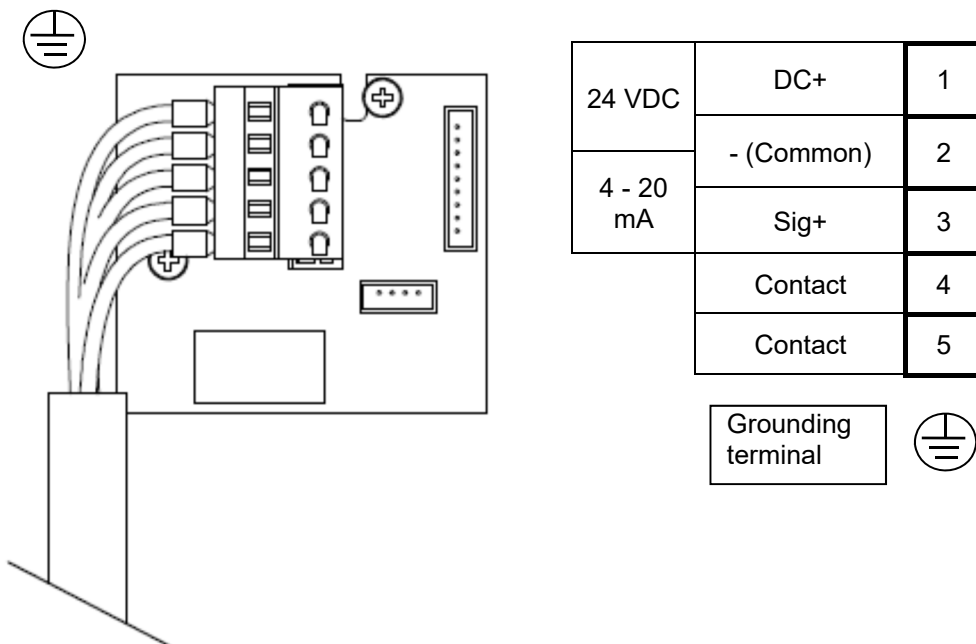 24 VDC
DC+
1
- (Common)
2
4 - 20
mA
Sig+
3
Contact
4
Contact
5
Grounding
terminal